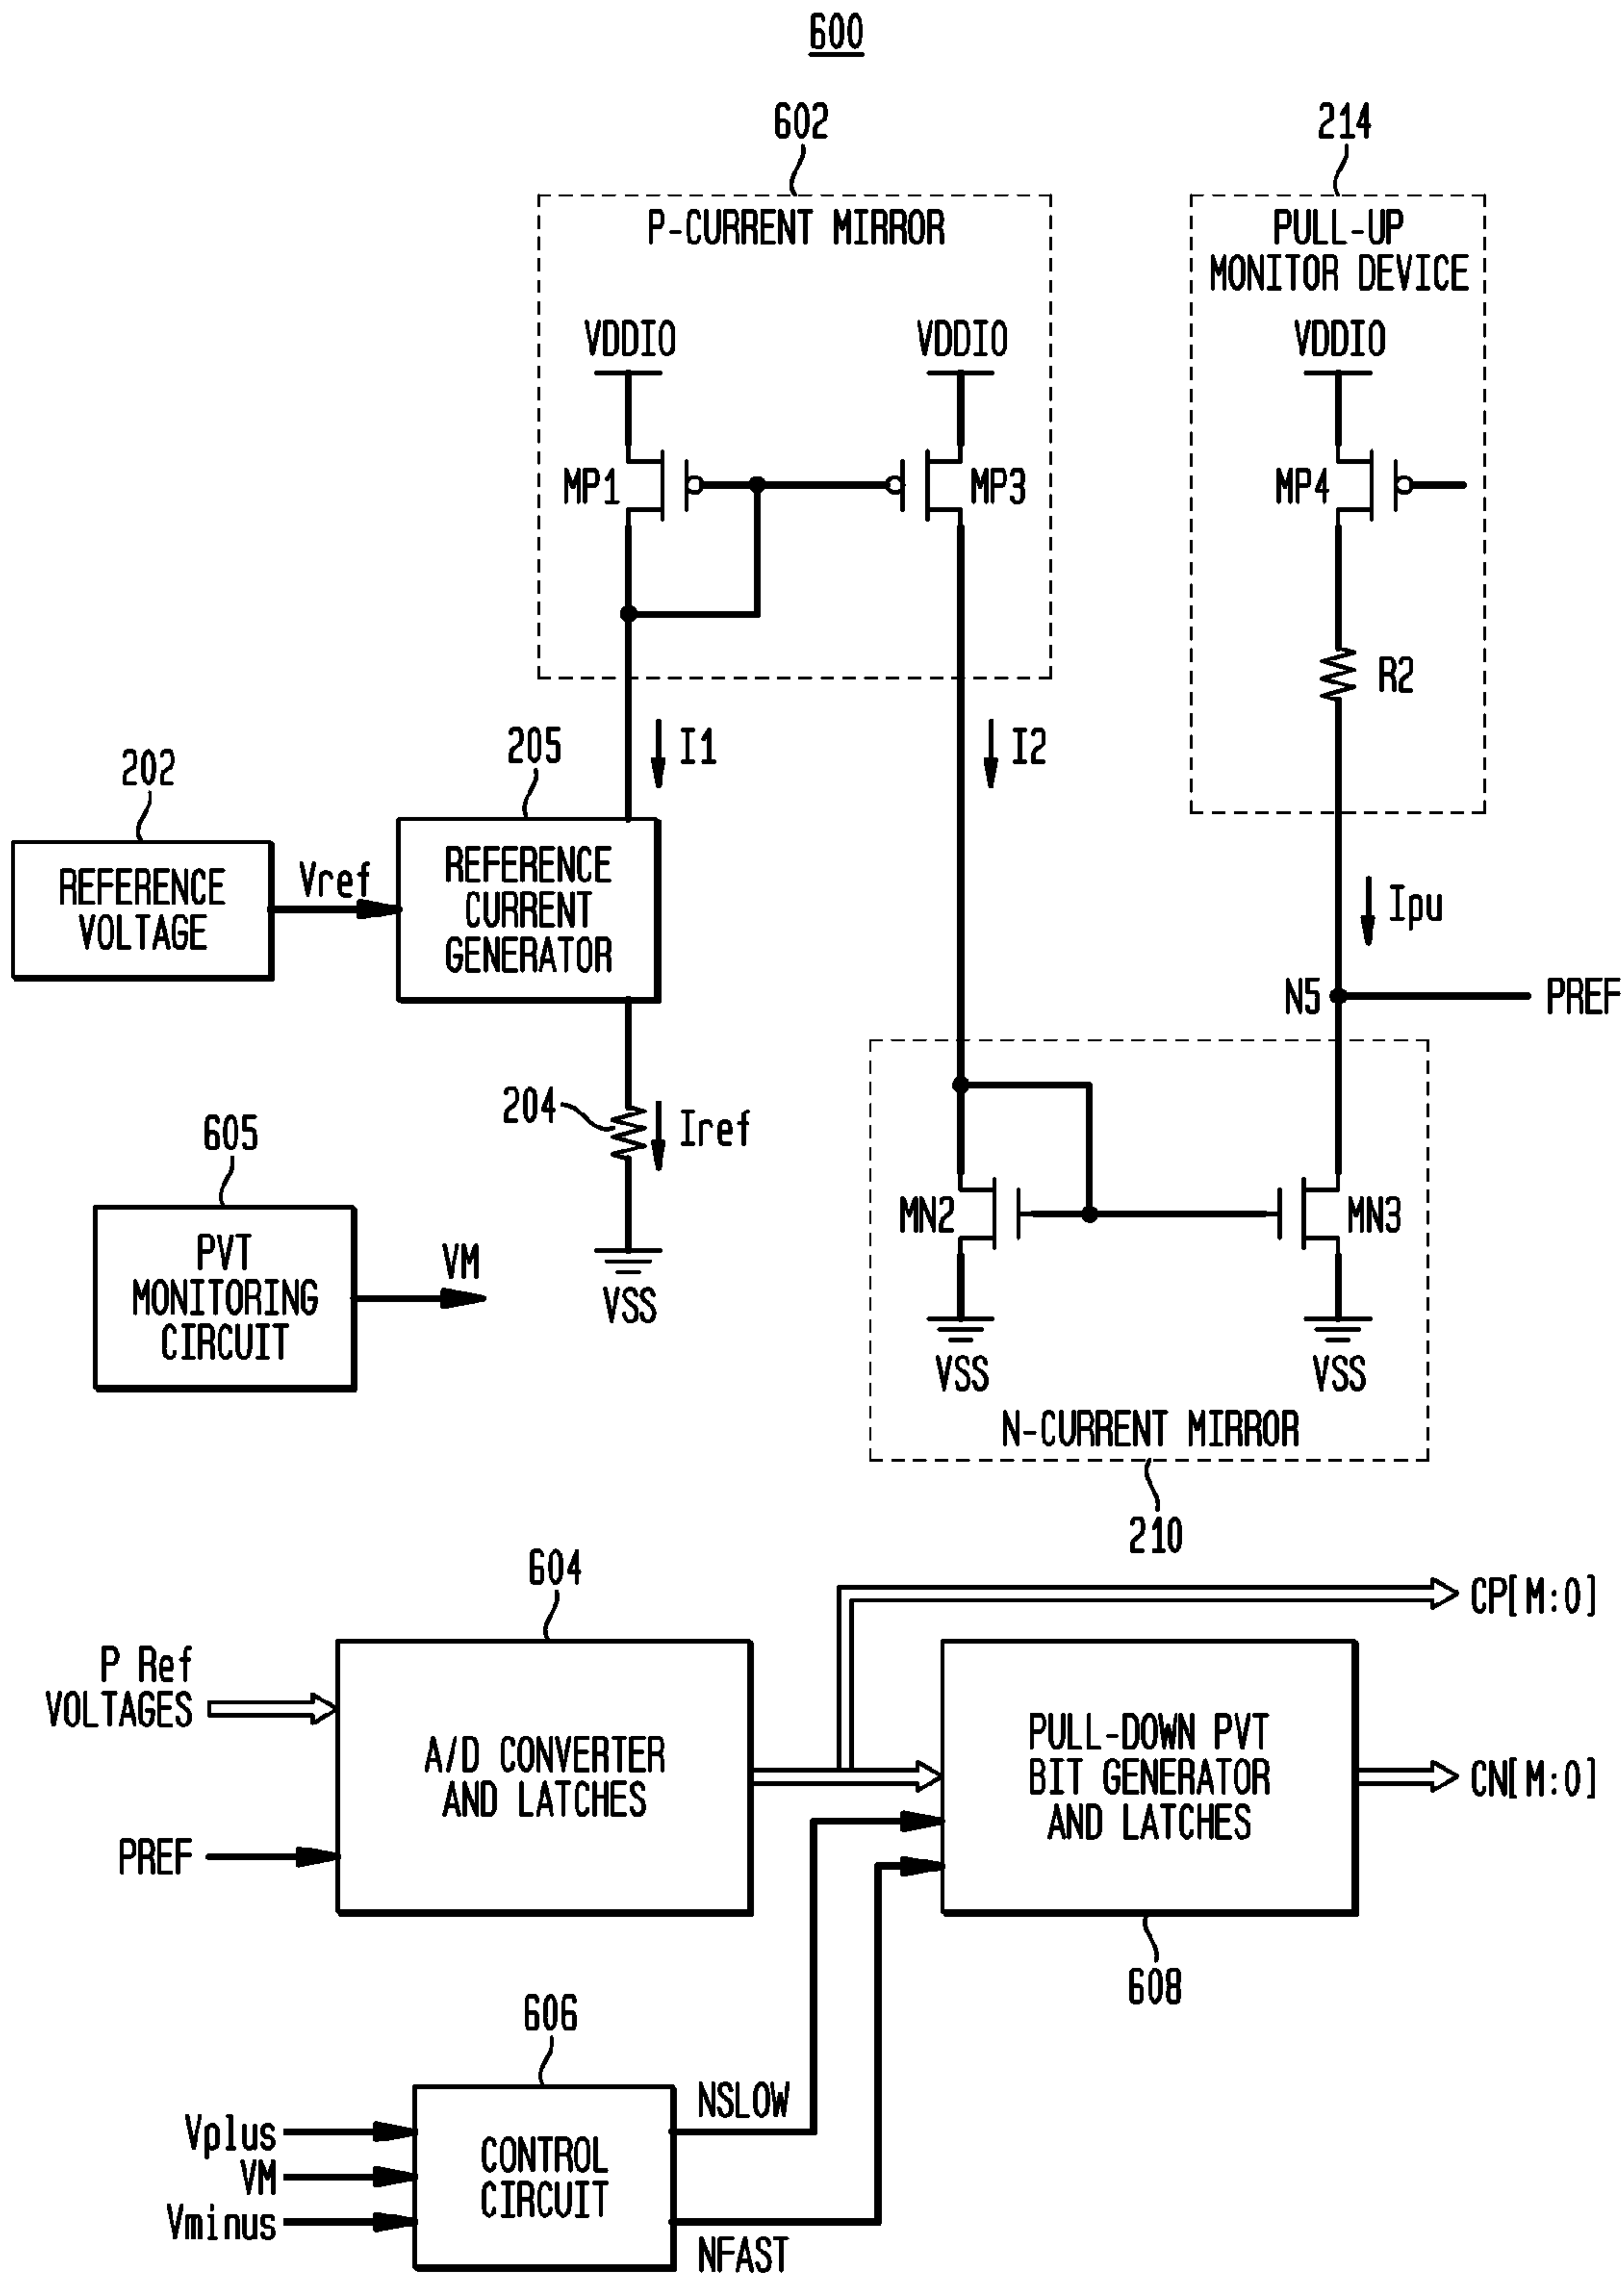 600
602
214
P-CURRENT MIRROR
PULL-UP
MONITOR DEVICE
VDDIO
VDDIO
VDDIO
MP1
MP3
MP4
R2
202
205
I1
I2
REFERENCE
VOLTAGE
Vref
REFERENCE
CURRENT
GENERATOR
Ipu
N5
PREF
204
Iref
605
PVT
MONITORING
CIRCUIT
VM
VSS
MN2
MN3
VSS
VSS
N-CURRENT MIRROR
210
604
CP[M:0]
P Ref
VOLTAGES
A/D CONVERTER
AND LATCHES
PULL-DOWN PVT
BIT GENERATOR
AND LATCHES
CN[M:0]
PREF
608
606
NSLOW
Vplus
VM
Vminus
CONTROL
CIRCUIT
NFAST